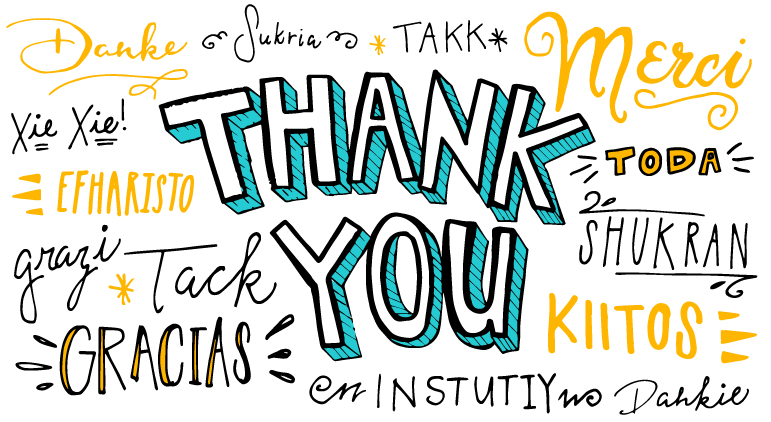 Danke
Sukria
TAKK
Merci
Xie Xie!
THANK
TODA
EFHARISTO
SHUKRAN
grazi
Tack
YOU
KIITOS
GRACIAS
INSTUTIY
Dankie